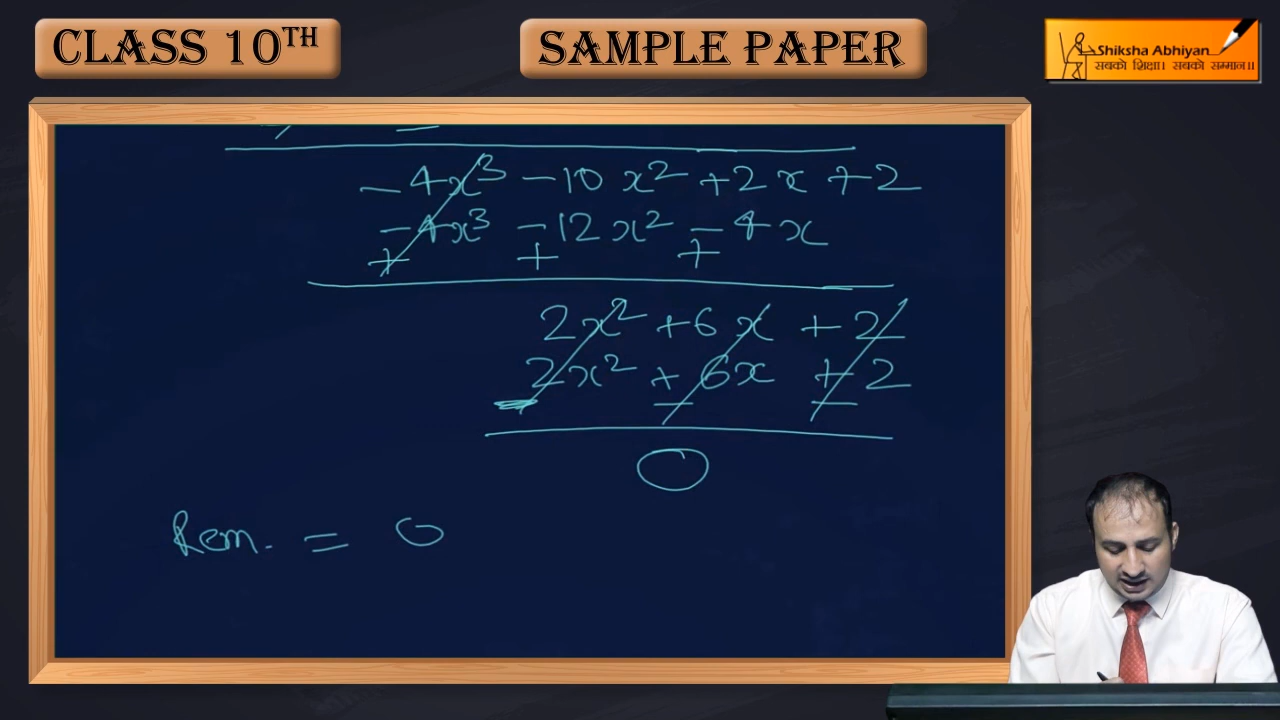 CLASS 10TH
SAMPLE PAPER
Shiksha Abhiyan
सबको शिक्षा। सबको सम्मान॥
-4x³ -10x² +2x +2
-4x³ -12x² -4x
+ + +
2x² +6x +2
2x² +6x +2
- - -
0
Rem. = 0